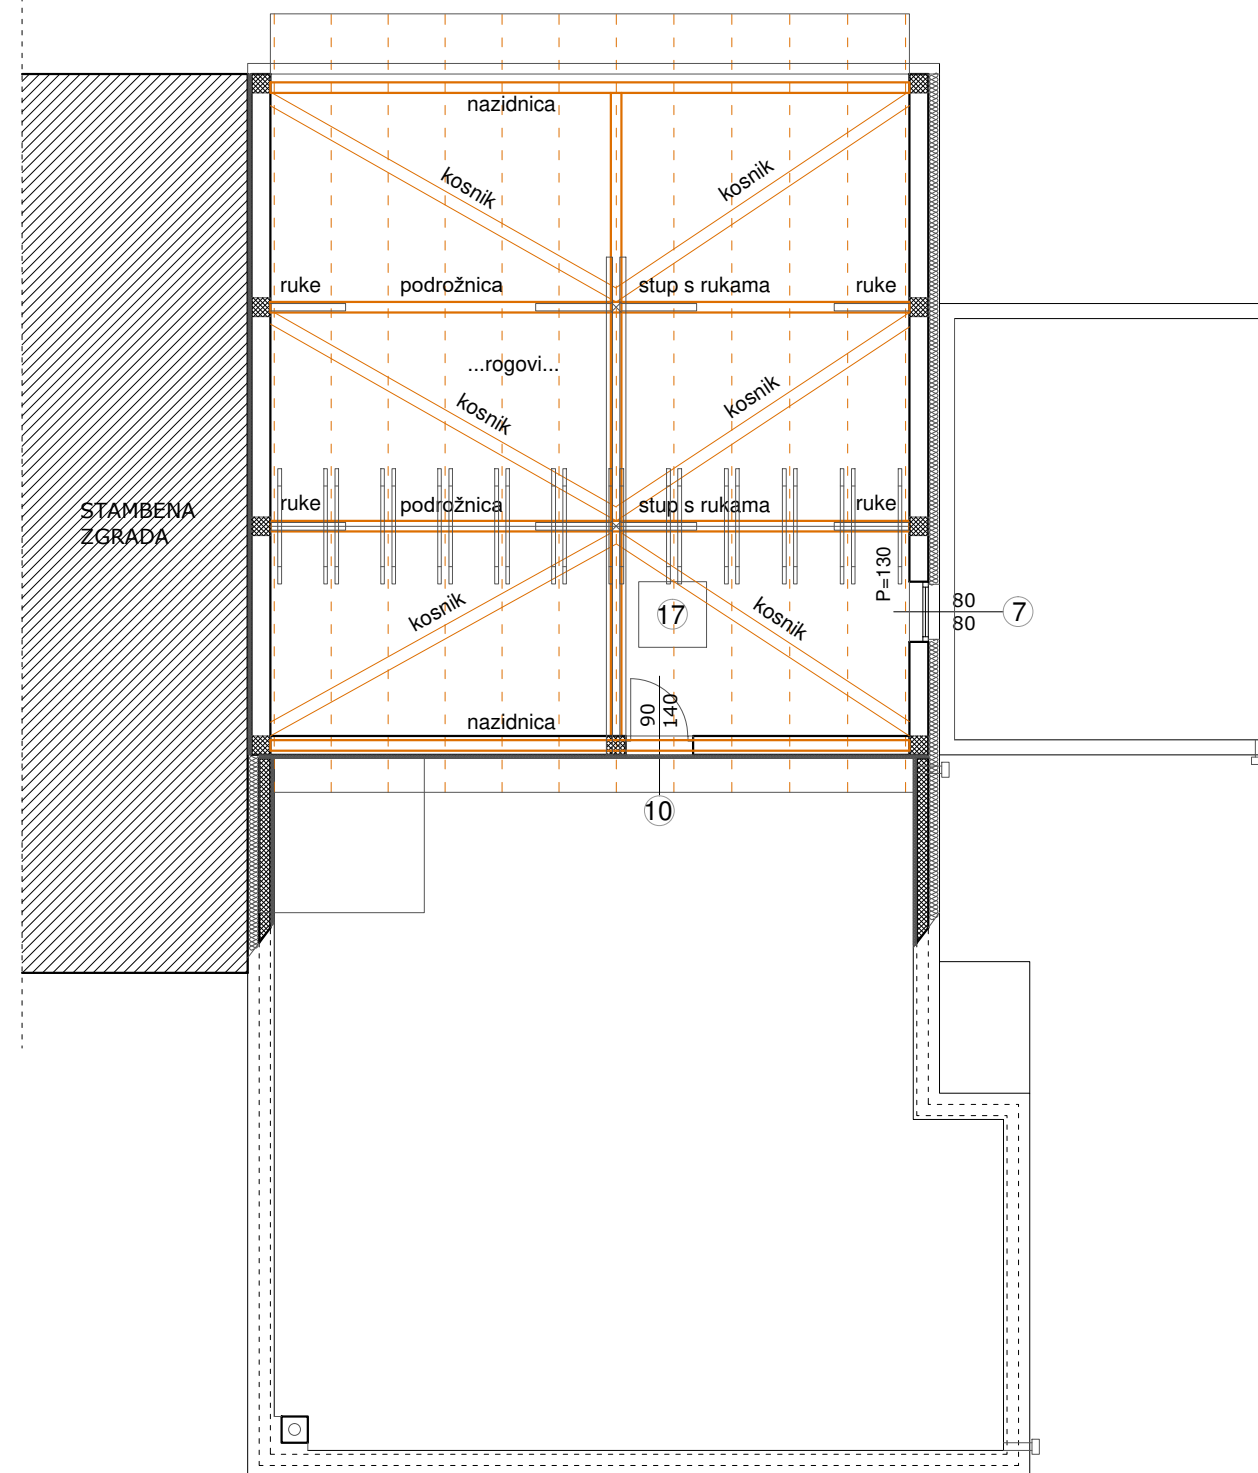 nazidnica
kosnik
kosnik
ruke
podrožnica
stup s rukama
ruke
...rogovi...
kosnik
kosnik
ruke
podrožnica
stup s rukama
ruke
STAMBENA
ZGRADA
P=130
80
80
7
kosnik
17
kosnik
nazidnica
90
140
10